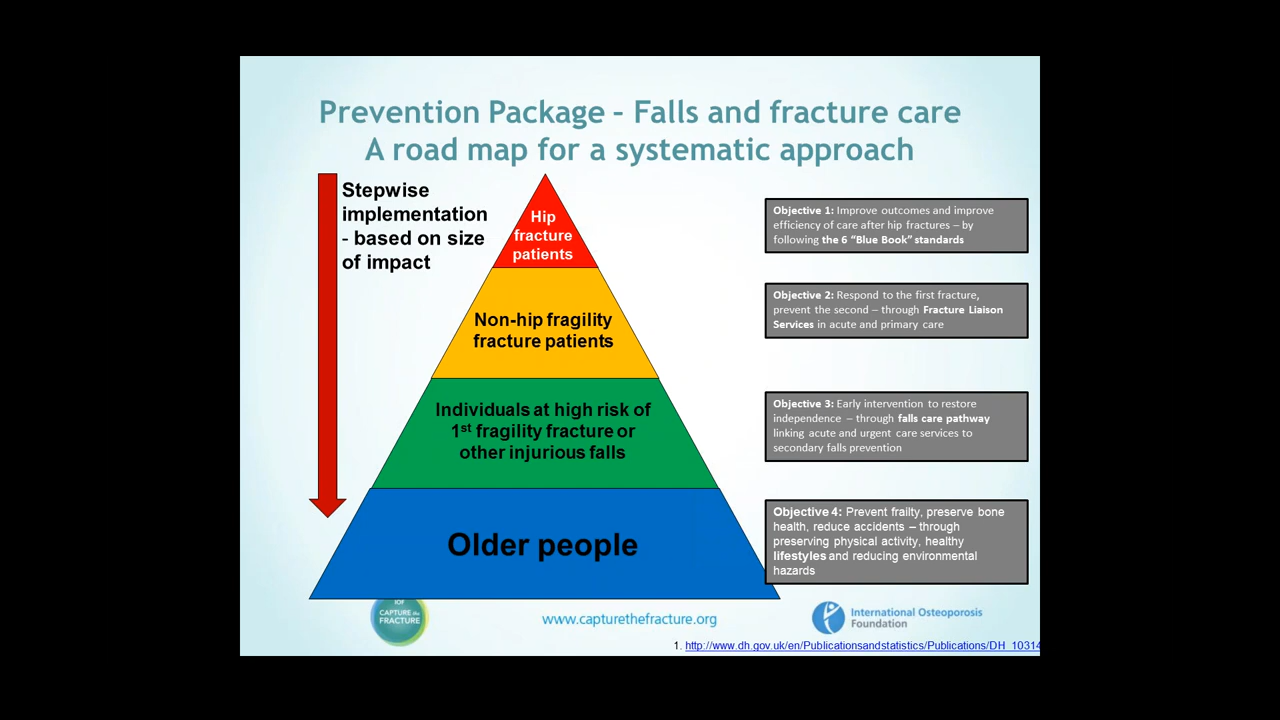 Prevention Package – Falls and fracture care
A road map for a systematic approach
Stepwise
implementation
- based on size
of impact
Hip
fracture
patients
Non-hip fragility
fracture patients
Individuals at high risk of
1st fragility fracture or
other injurious falls
Older people
Objective 1: Improve outcomes and improve
efficiency of care after hip fractures – by
following the 6 “Blue Book” standards
Objective 2: Respond to the first fracture,
prevent the second – through Fracture Liaison
Services in acute and primary care
Objective 3: Early intervention to restore
independence – through falls care pathway
linking acute and urgent care services to
secondary falls prevention
Objective 4: Prevent frailty, preserve bone
health, reduce accidents – through
preserving physical activity, healthy
lifestyles and reducing environmental
hazards
IOF
CAPTURE the
FRACTURE
www.capturethefracture.org
International Osteoporosis
Foundation
1. http://www.dh.gov.uk/en/Publicationsandstatistics/Publications/DH_10314